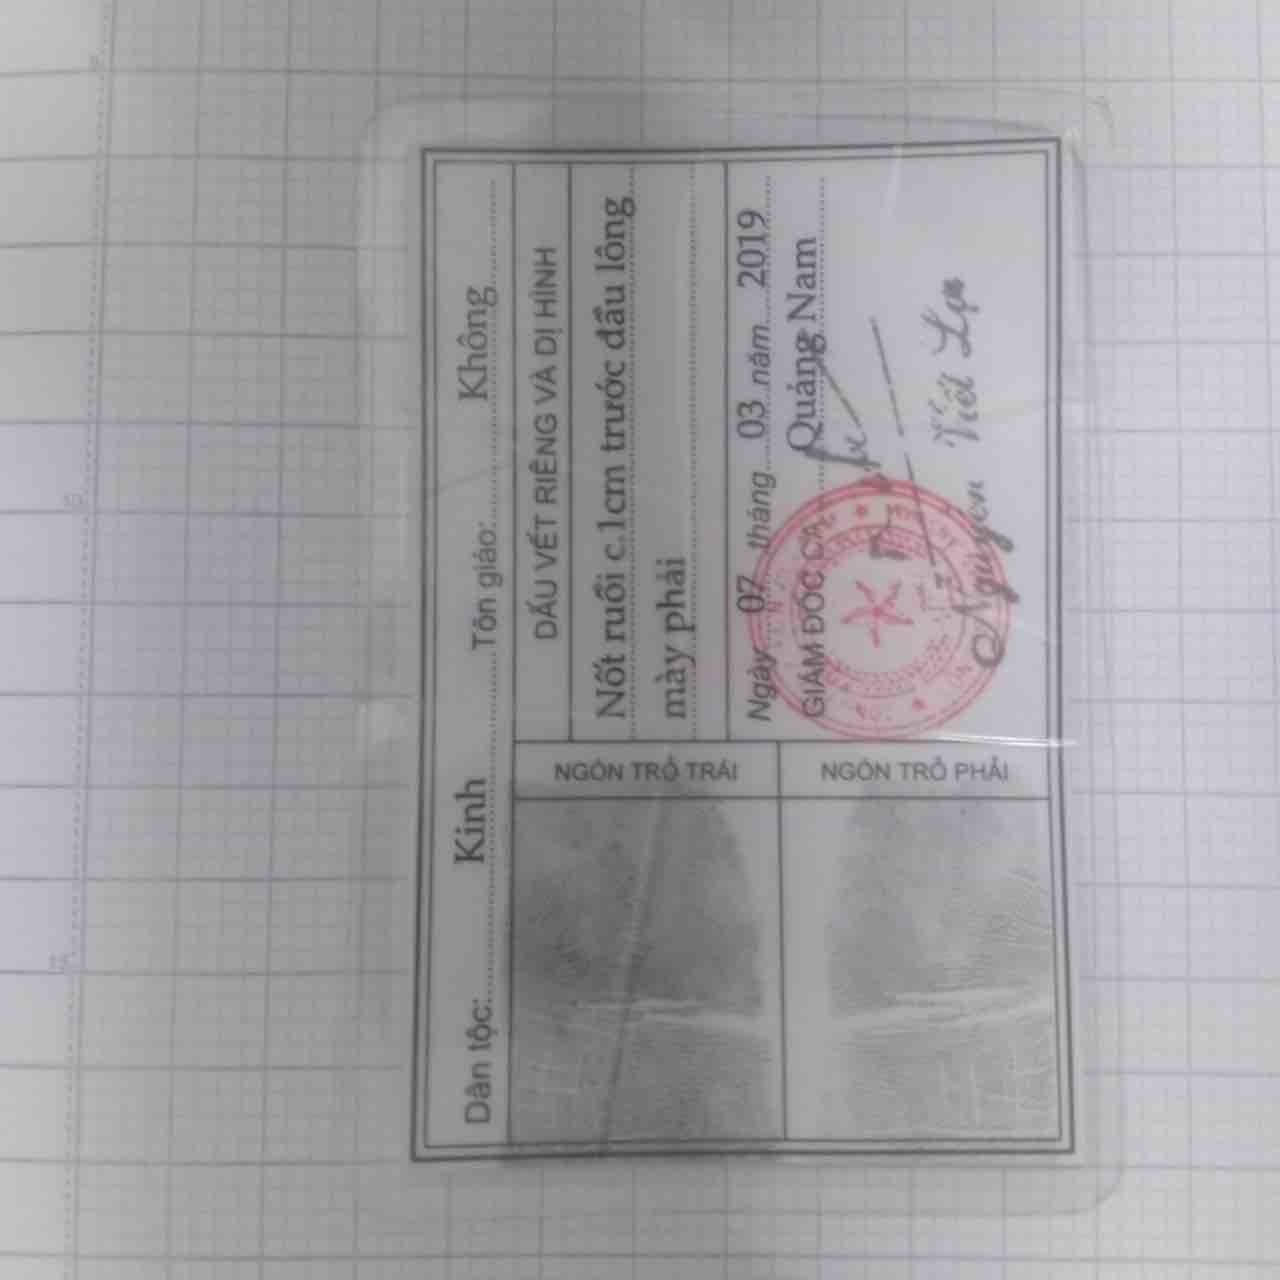 Dân tộc: Kinh Tôn giáo: Không
DẤU VẾT RIÊNG VÀ DỊ HÌNH
Nốt ruồi c.1cm trước đầu lông
mày phải
Ngày 07 tháng 03 năm 2019
GIÁM ĐỐC CA Quảng Nam
Nguyễn Viết Lợi
NGÓN TRỎ TRÁI
NGÓN TRỎ PHẢI